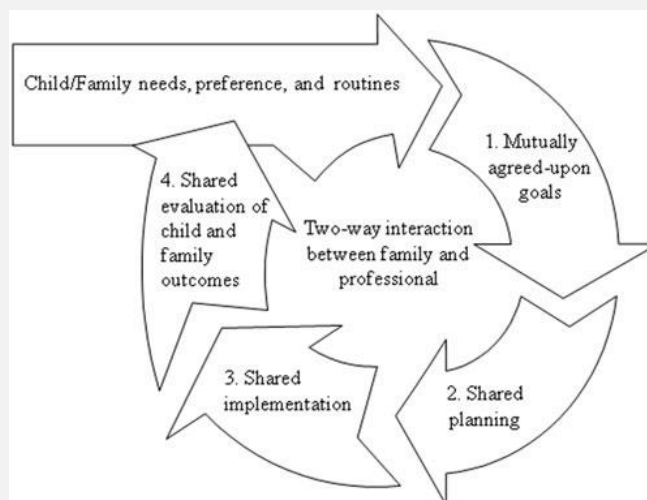 Child/Family needs, preference, and routines
1. Mutually
agreed-upon
goals
4. Shared
evaluation of
child and
family
outcomes
Two-way interaction
between family and
professional
3. Shared
implementation
2. Shared
planning